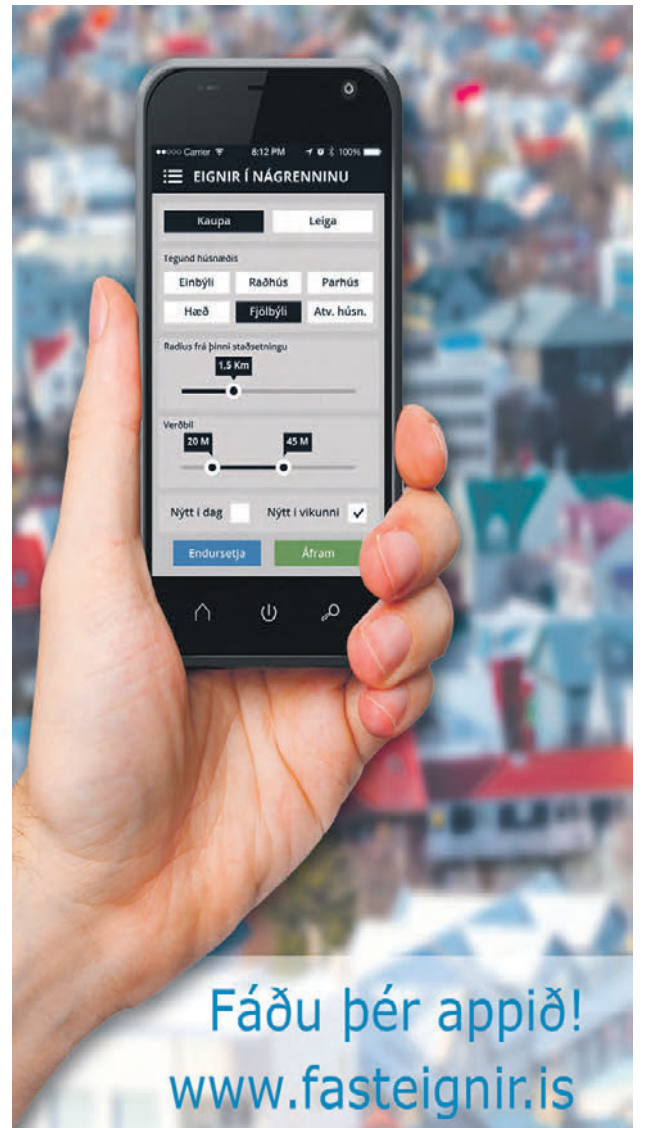 Carrier 8:12 PM 100%
EIGNIR Í NÁGRENNINU
Kaupa Leiga
Tegund húsnæðis
Einbýli Raðhús Parhús
Hæð Fjölbýli Atv. húsn.
Radíus frá þinni staðsetningu
1,5 Km
Verðbil
20 M 45 M
Nýtt í dag Nýtt í vikunni
Endursetja Áfram
Fáðu þér appið!
www.fasteignir.is